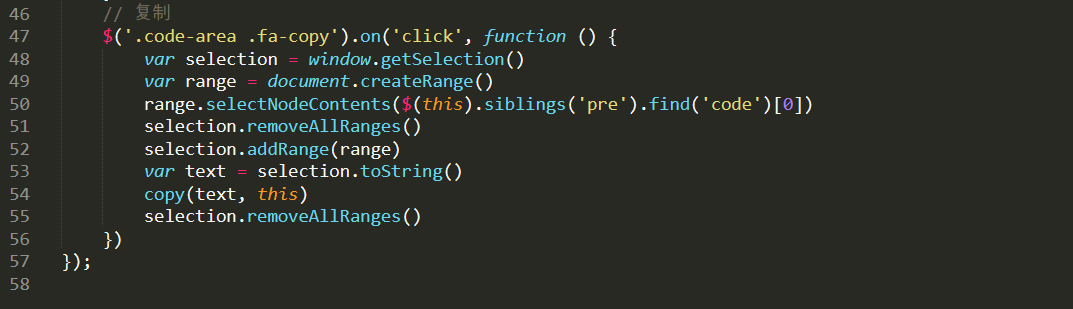 46 // 复制
47 $('.code-area .fa-copy').on('click', function () {
48 var selection = window.getSelection()
49 var range = document.createRange()
50 range.selectNodeContents($(this).siblings('pre').find('code')[0])
51 selection.removeAllRanges()
52 selection.addRange(range)
53 var text = selection.toString()
54 copy(text, this)
55 selection.removeAllRanges()
56 })
57 });
58